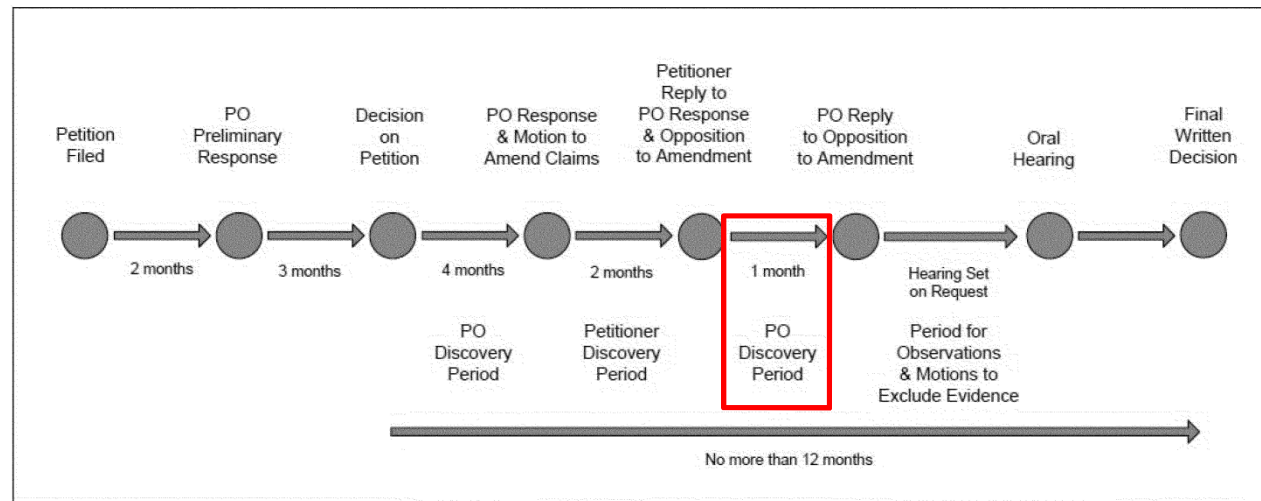 Petition
Filed
PO
Preliminary
Response
Decision
on
Petition
PO Response
& Motion to
Amend Claims
Petitioner
Reply to
PO Response
& Opposition
to Amendment
PO Reply
to Opposition
to Amendment
Oral
Hearing
Final
Written
Decision
2 months
3 months
4 months
2 months
1 month
Hearing Set
on Request
PO
Discovery
Period
Petitioner
Discovery
Period
PO
Discovery
Period
Period for
Observations
& Motions to
Exclude Evidence
No more than 12 months